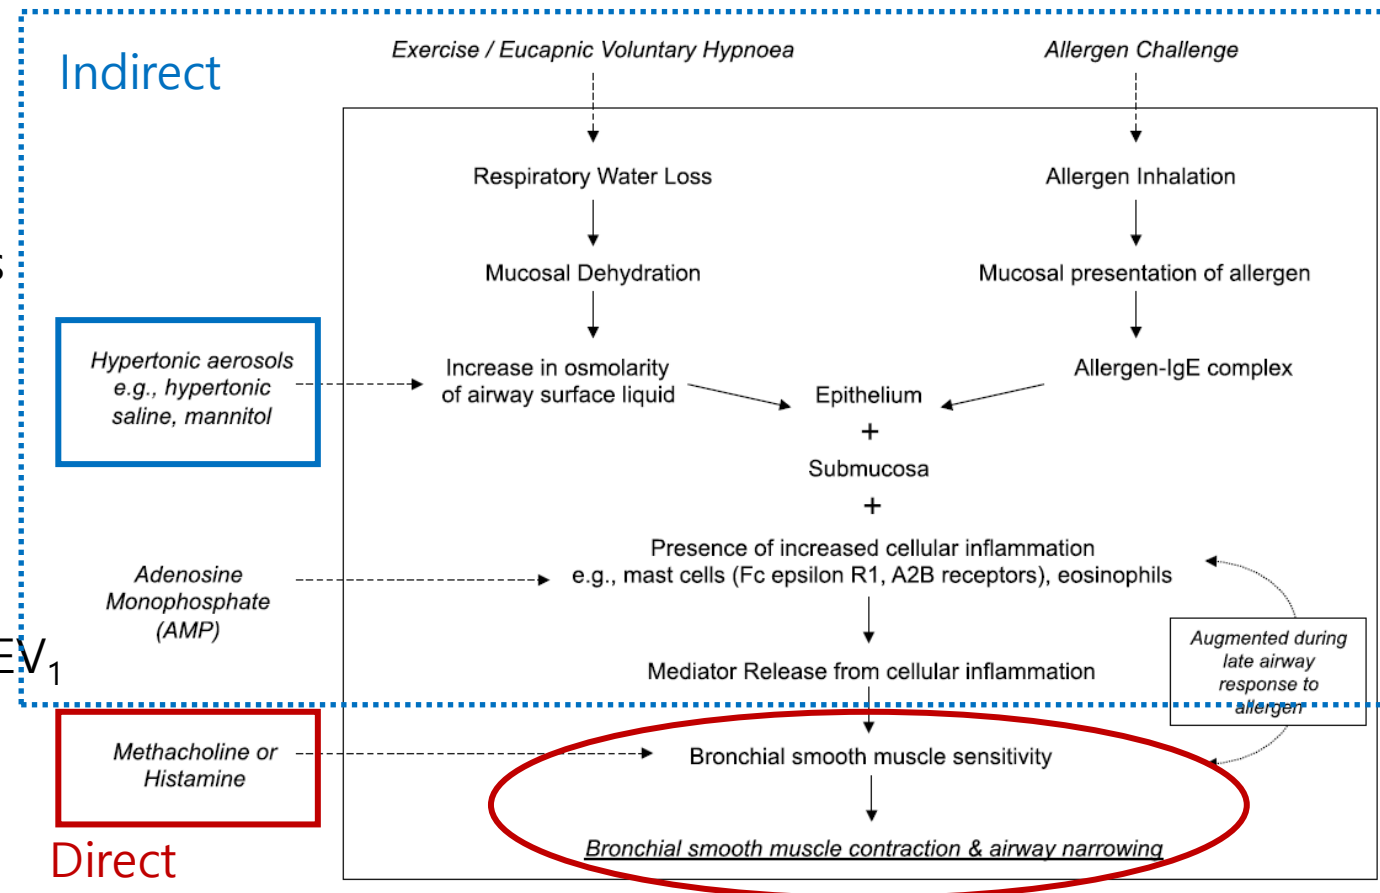 Indirect
Exercise / Eucapnic Voluntary Hypnoea
Allergen Challenge
Respiratory Water Loss
Allergen Inhalation
s
Mucosal Dehydration
Mucosal presentation of allergen
Hypertonic aerosols
e.g., hypertonic
saline, mannitol
Increase in osmolarity
of airway surface liquid
Allergen-IgE complex
Epithelium
+
Submucosa
+
Presence of increased cellular inflammation
e.g., mast cells (Fc epsilon R1, A2B receptors), eosinophils
Adenosine
Monophosphate
(AMP)
Augmented during
late airway
response to
allergen
EV₁
Mediator Release from cellular inflammation
Methacholine or
Histamine
Bronchial smooth muscle sensitivity
Direct
Bronchial smooth muscle contraction & airway narrowing